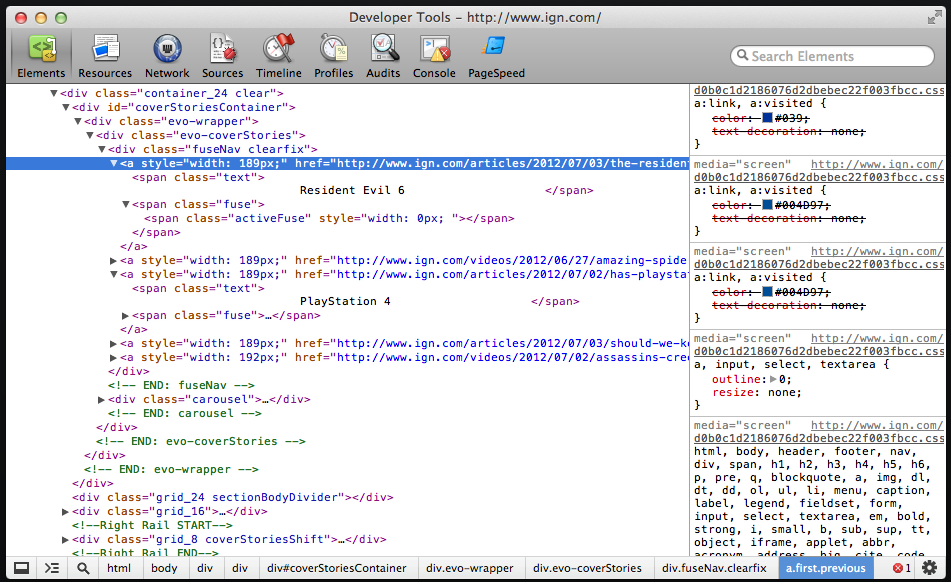 Developer Tools - http://www.ign.com/
Elements Resources Network Sources Timeline Profiles Audits Console PageSpeed
Search Elements
<div class="container_24 clear">
<div id="coverStoriesContainer">
<div class="evo-wrapper">
<div class="evo-coverStories">
<div class="fuseNav clearfix">
<a style="width: 189px;" href="http://www.ign.com/articles/2012/07/03/the-resident
<span class="text">
Resident Evil 6 </span>
<span class="fuse">
<span class="activeFuse" style="width: 0px; "></span>
</span>
</a>
<a style="width: 189px;" href="http://www.ign.com/videos/2012/06/27/amazing-spide
<a style="width: 189px;" href="http://www.ign.com/articles/2012/07/02/has-playstat
<span class="text">
PlayStation 4 </span>
<span class="fuse">…</span>
</a>
<a style="width: 189px;" href="http://www.ign.com/articles/2012/07/03/should-we-ke
<a style="width: 192px;" href="http://www.ign.com/videos/2012/07/02/assassins-cree
</div>
<!-- END: fuseNav -->
<div class="carousel">…</div>
<!-- END: carousel -->
</div>
<!-- END: evo-coverStories -->
</div>
<!-- END: evo-wrapper -->
</div>
<div class="grid_24 sectionBodyDivider"></div>
<div class="grid_16">…</div>
<!--Right Rail START-->
<div class="grid_8 coverStoriesShift">…</div>
<!--Right Rail END-->
d0b0c1d2186076d2dbebec22f003fbcc.css
a:link, a:visited {
color: #039;
text-decoration: none;
}
media="screen" http://www.ign.com/
d0b0c1d2186076d2dbebec22f003fbcc.css
a:link, a:visited {
color: #004D97;
text-decoration: none;
}
media="screen" http://www.ign.com/
d0b0c1d2186076d2dbebec22f003fbcc.css
a:link, a:visited {
color: #004D97;
text-decoration: none;
}
media="screen" http://www.ign.com/
d0b0c1d2186076d2dbebec22f003fbcc.css
a, input, select, textarea {
outline: 0;
resize: none;
}
media="screen" http://www.ign.com/
d0b0c1d2186076d2dbebec22f003fbcc.css
html, body, header, footer, nav,
div, span, h1, h2, h3, h4, h5, h6,
p, pre, q, blockquote, a, img, dl,
dt, dd, ol, ul, li, menu, caption,
label, legend, fieldset, form,
input, select, textarea, em, bold,
strong, i, small, b, sub, sup, tt,
object, iframe, applet, abbr,
acronym, address, big, cite, code
html body div div div#coverStoriesContainer div.evo-wrapper div.evo-coverStories div.fuseNav.clearfix a.first.previous 1